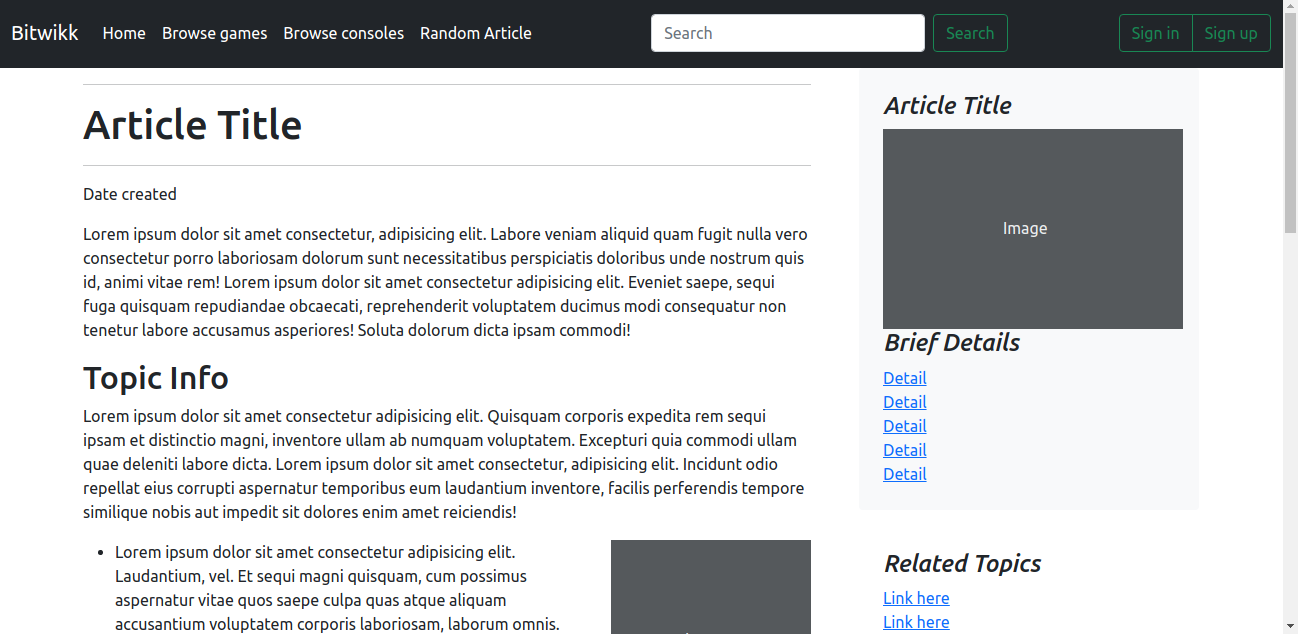 Bitwikk Home Browse games Browse consoles Random Article Search Search Sign in Sign up
Article Title
Date created
Lorem ipsum dolor sit amet consectetur, adipisicing elit. Labore veniam aliquid quam fugit nulla vero
consectetur porro laboriosam dolorum sunt necessitatibus perspiciatis doloribus unde nostrum quis
id, animi vitae rem! Lorem ipsum dolor sit amet consectetur adipisicing elit. Eveniet saepe, sequi
fuga quisquam repudiandae obcaecati, reprehenderit voluptatem ducimus modi consequatur non
tenetur labore accusamus asperiores! Soluta dolorum dicta ipsam commodi!
Topic Info
Lorem ipsum dolor sit amet consectetur adipisicing elit. Quisquam corporis expedita rem sequi
ipsam et distinctio magni, inventore ullam ab numquam voluptatem. Excepturi quia commodi ullam
quae deleniti labore dicta. Lorem ipsum dolor sit amet consectetur, adipisicing elit. Incidunt odio
repellat eius corrupti aspernatur temporibus eum laudantium inventore, facilis perferendis tempore
similique nobis aut impedit sit dolores enim amet reiciendis!
• Lorem ipsum dolor sit amet consectetur adipisicing elit.
Laudantium, vel. Et sequi magni quisquam, cum possimus
aspernatur vitae quos saepe culpa quas atque aliquam
accusantium voluptatem corporis laboriosam, laborum omnis.
Article Title
Image
Brief Details
Detail
Detail
Detail
Detail
Detail
Related Topics
Link here
Link here